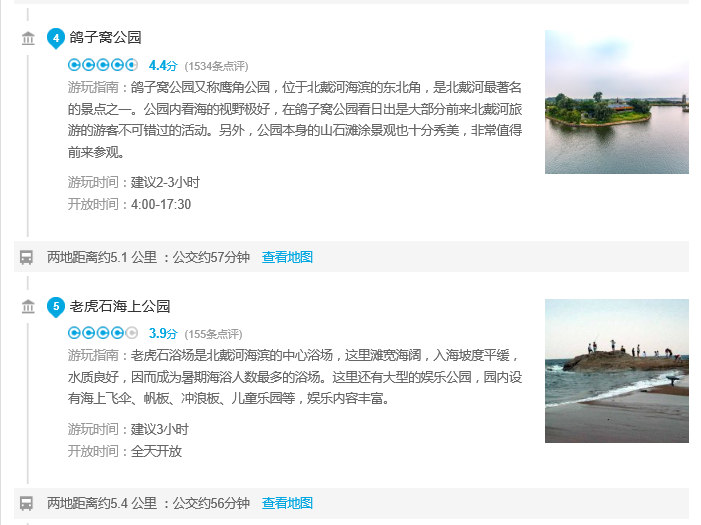 4 鸽子窝公园
4.4分 (1534条点评)
游玩指南：鸽子窝公园又称鹰角公园，位于北戴河海滨的东北角，是北戴河最著名
的景点之一。公园内看海的视野极好，在鸽子窝公园看日出是大部分前来北戴河旅
游的游客不可错过的活动。另外，公园本身的山石滩涂景观也十分秀美，非常值得
前来参观。
游玩时间：建议2-3小时
开放时间：4:00-17:30
两地距离约5.1 公里 ：公交约57分钟 查看地图
5 老虎石海上公园
3.9分 (155条点评)
游玩指南：老虎石浴场是北戴河海滨的中心浴场，这里滩宽海阔，入海坡度平缓，
水质良好，因而成为暑期海浴人数最多的浴场。这里还有大型的娱乐公园，园内设
有海上飞伞、帆板、冲浪板、儿童乐园等，娱乐内容丰富。
游玩时间：建议3小时
开放时间：全天开放
两地距离约5.4 公里 ：公交约56分钟 查看地图